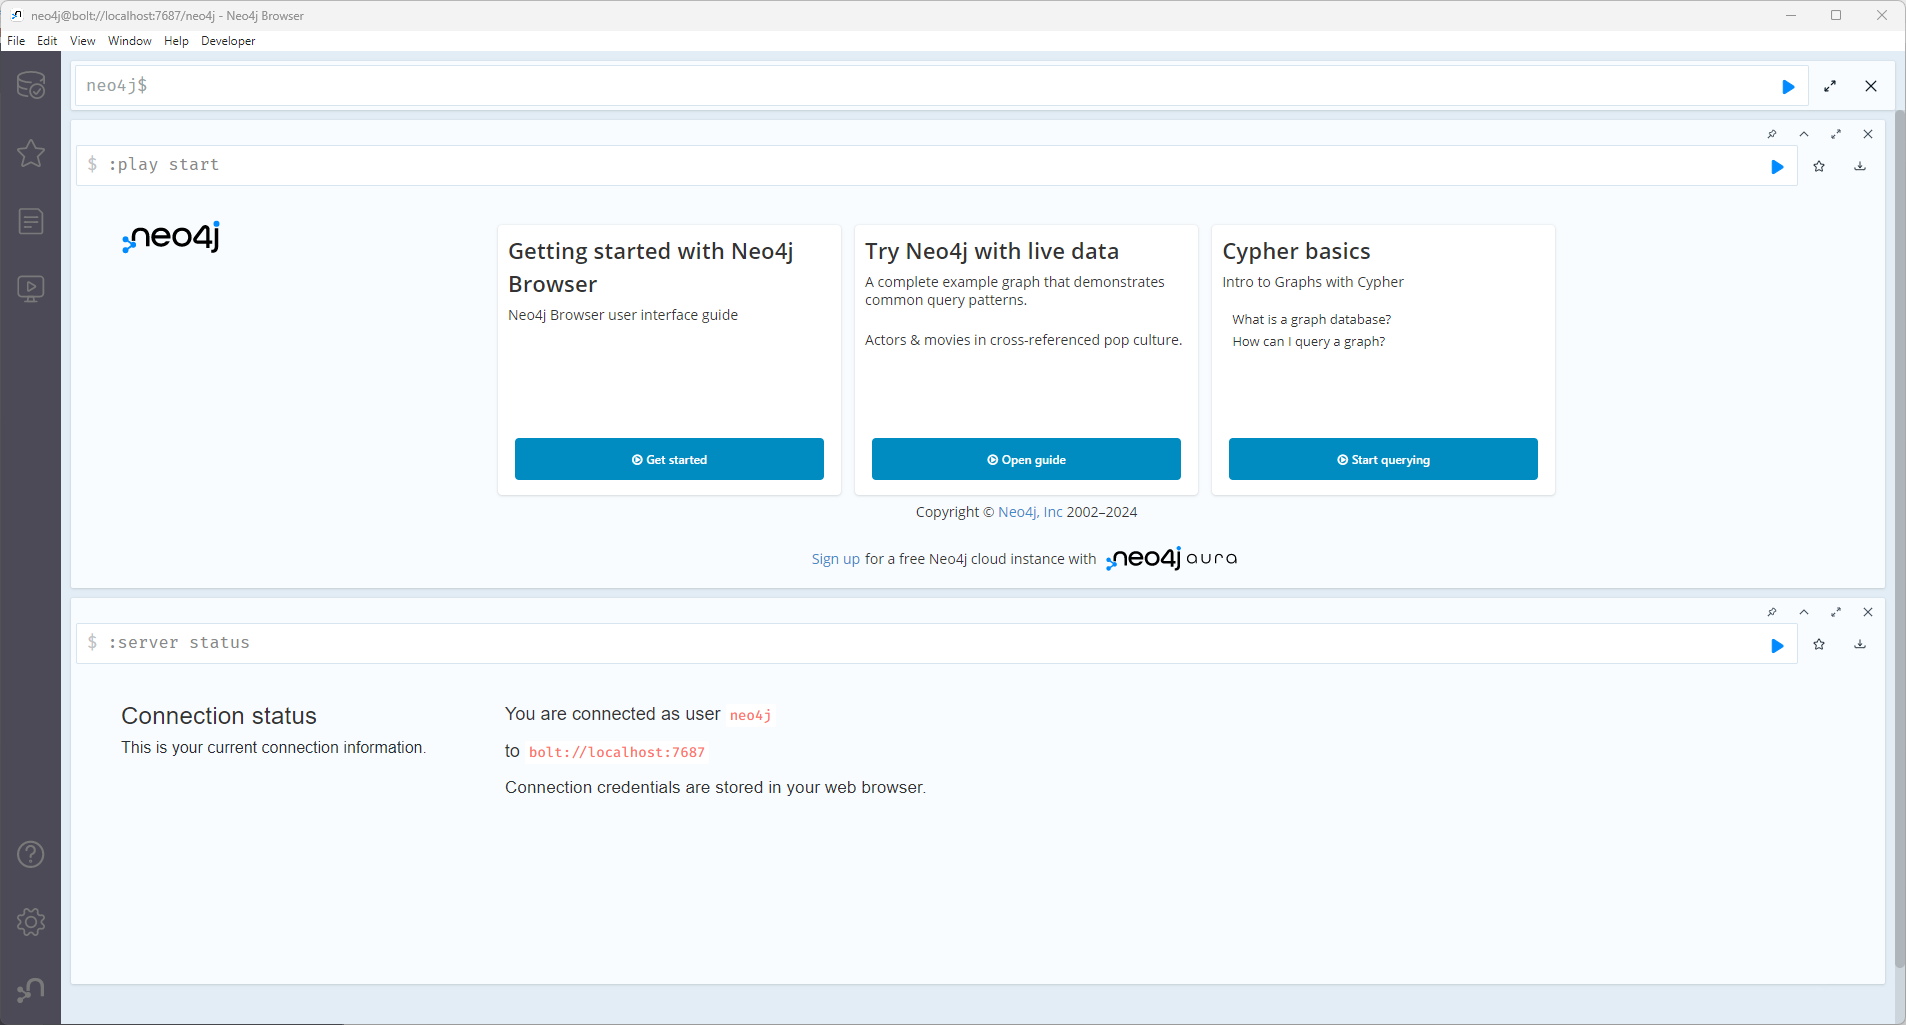 neo4j@bolt://localhost:7687/neo4j - Neo4j Browser
File Edit View Window Help Developer
neo4j$
$ :play start
neo4j
Getting started with Neo4j
Browser
Neo4j Browser user interface guide
Get started
Try Neo4j with live data
A complete example graph that demonstrates
common query patterns.
Actors & movies in cross-referenced pop culture.
Open guide
Cypher basics
Intro to Graphs with Cypher
What is a graph database?
How can I query a graph?
Start querying
Copyright © Neo4j, Inc 2002–2024
Sign up for a free Neo4j cloud instance with neo4j aura
$ :server status
Connection status
This is your current connection information.
You are connected as user neo4j
to bolt://localhost:7687
Connection credentials are stored in your web browser.